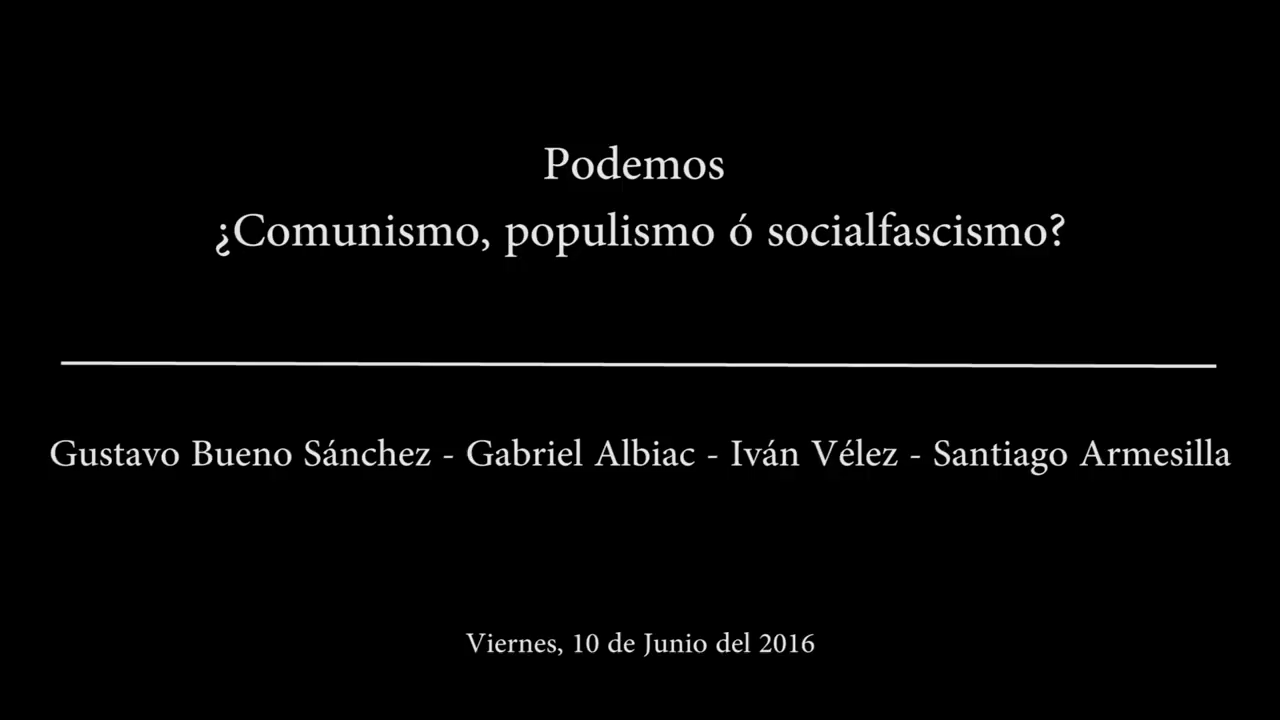 Podemos
¿Comunismo, populismo ó socialfascismo?
Gustavo Bueno Sánchez - Gabriel Albiac - Iván Vélez - Santiago Armesilla
Viernes, 10 de Junio del 2016